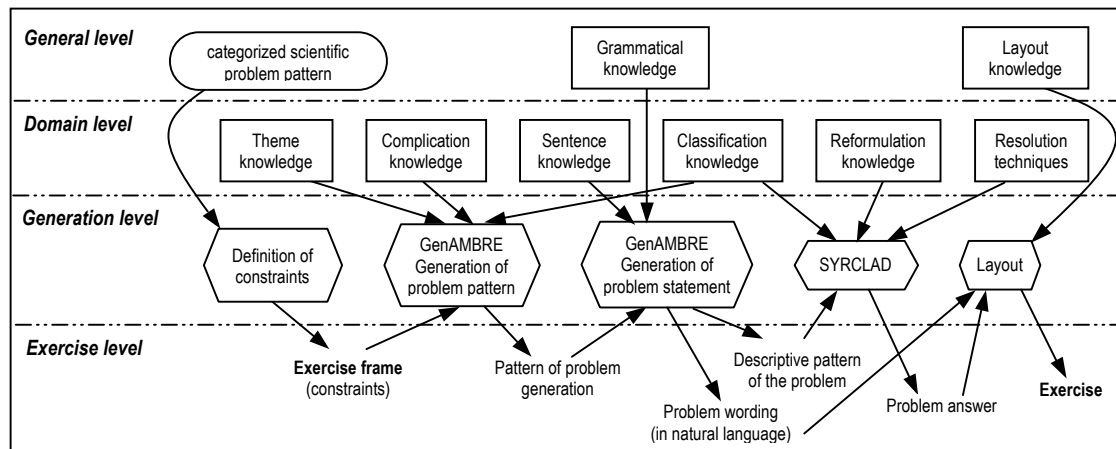 General level
categorized scientific
problem pattern
Grammatical
knowledge
Layout
knowledge
Domain level
Theme
knowledge
Complication
knowledge
Sentence
knowledge
Classification
knowledge
Reformulation
knowledge
Resolution
techniques
Generation level
Definition of
constraints
GenAMBRE
Generation of
problem pattern
GenAMBRE
Generation of
problem statement
SYRCLAD
Layout
Exercise level
Exercise frame
(constraints)
Pattern of problem
generation
Descriptive pattern
of the problem
Problem wording
(in natural language)
Problem answer
Exercise